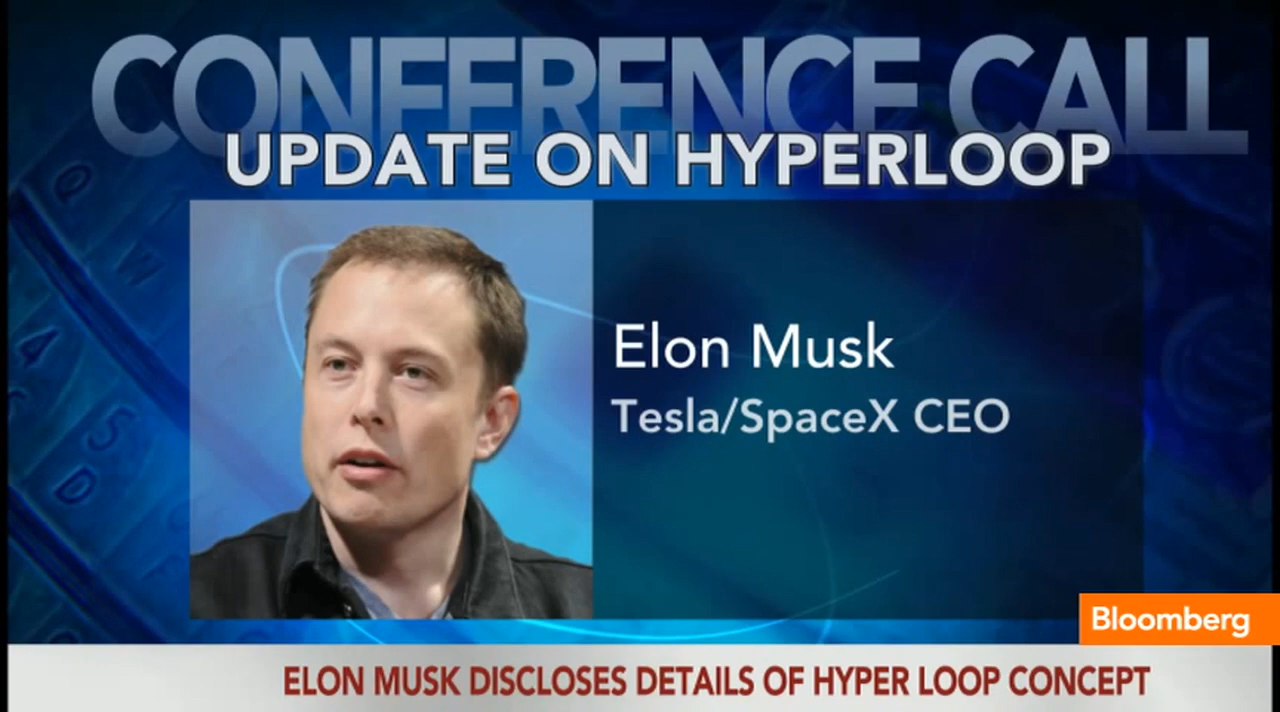 CONFERENCE CALL
UPDATE ON HYPERLOOP
Elon Musk
Tesla/SpaceX CEO
Bloomberg
ELON MUSK DISCLOSES DETAILS OF HYPER LOOP CONCEPT
Q
W
A
S
D